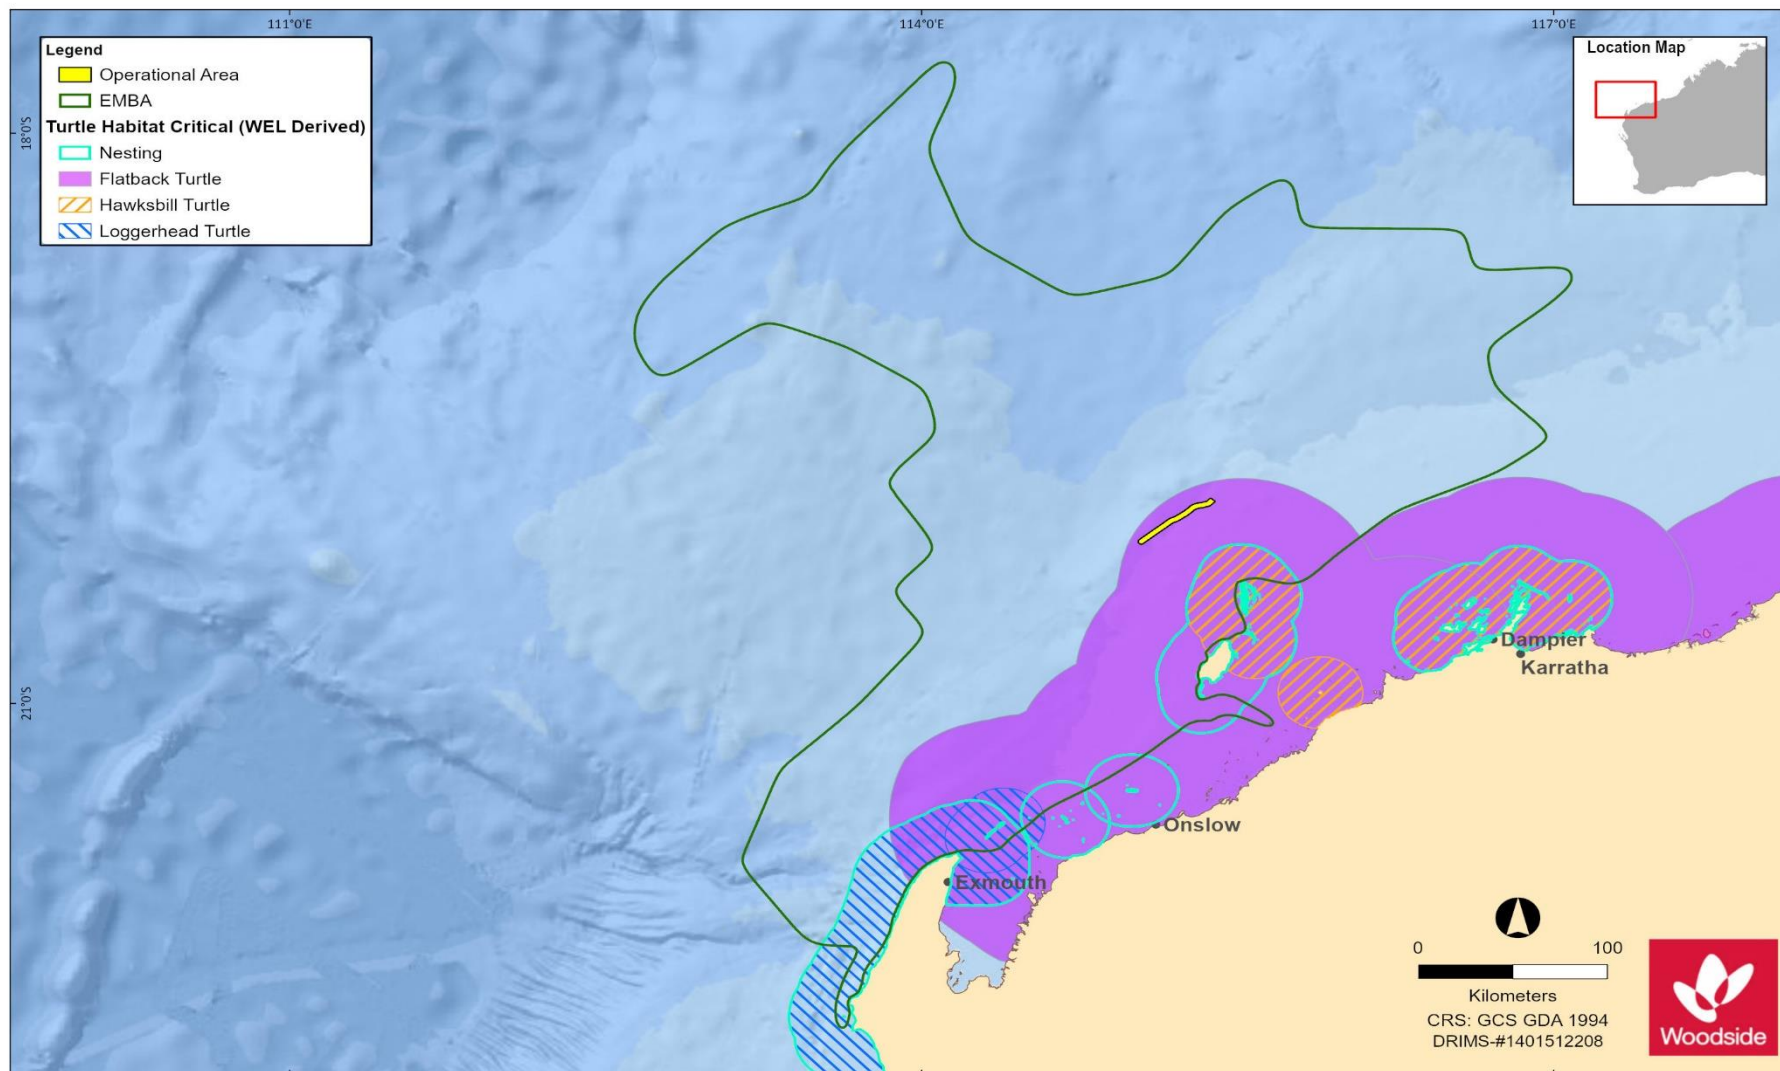 111°0'E
114°0'E
117°0'E
Legend
Operational Area
EMBA
Turtle Habitat Critical (WEL Derived)
Nesting
Flatback Turtle
Hawksbill Turtle
Loggerhead Turtle
Location Map
18°0'S
21°0'S
Dampier
Karratha
Onslow
Exmouth
0 100
Kilometers
CRS: GCS GDA 1994
DRIMS-#1401512208
Woodside